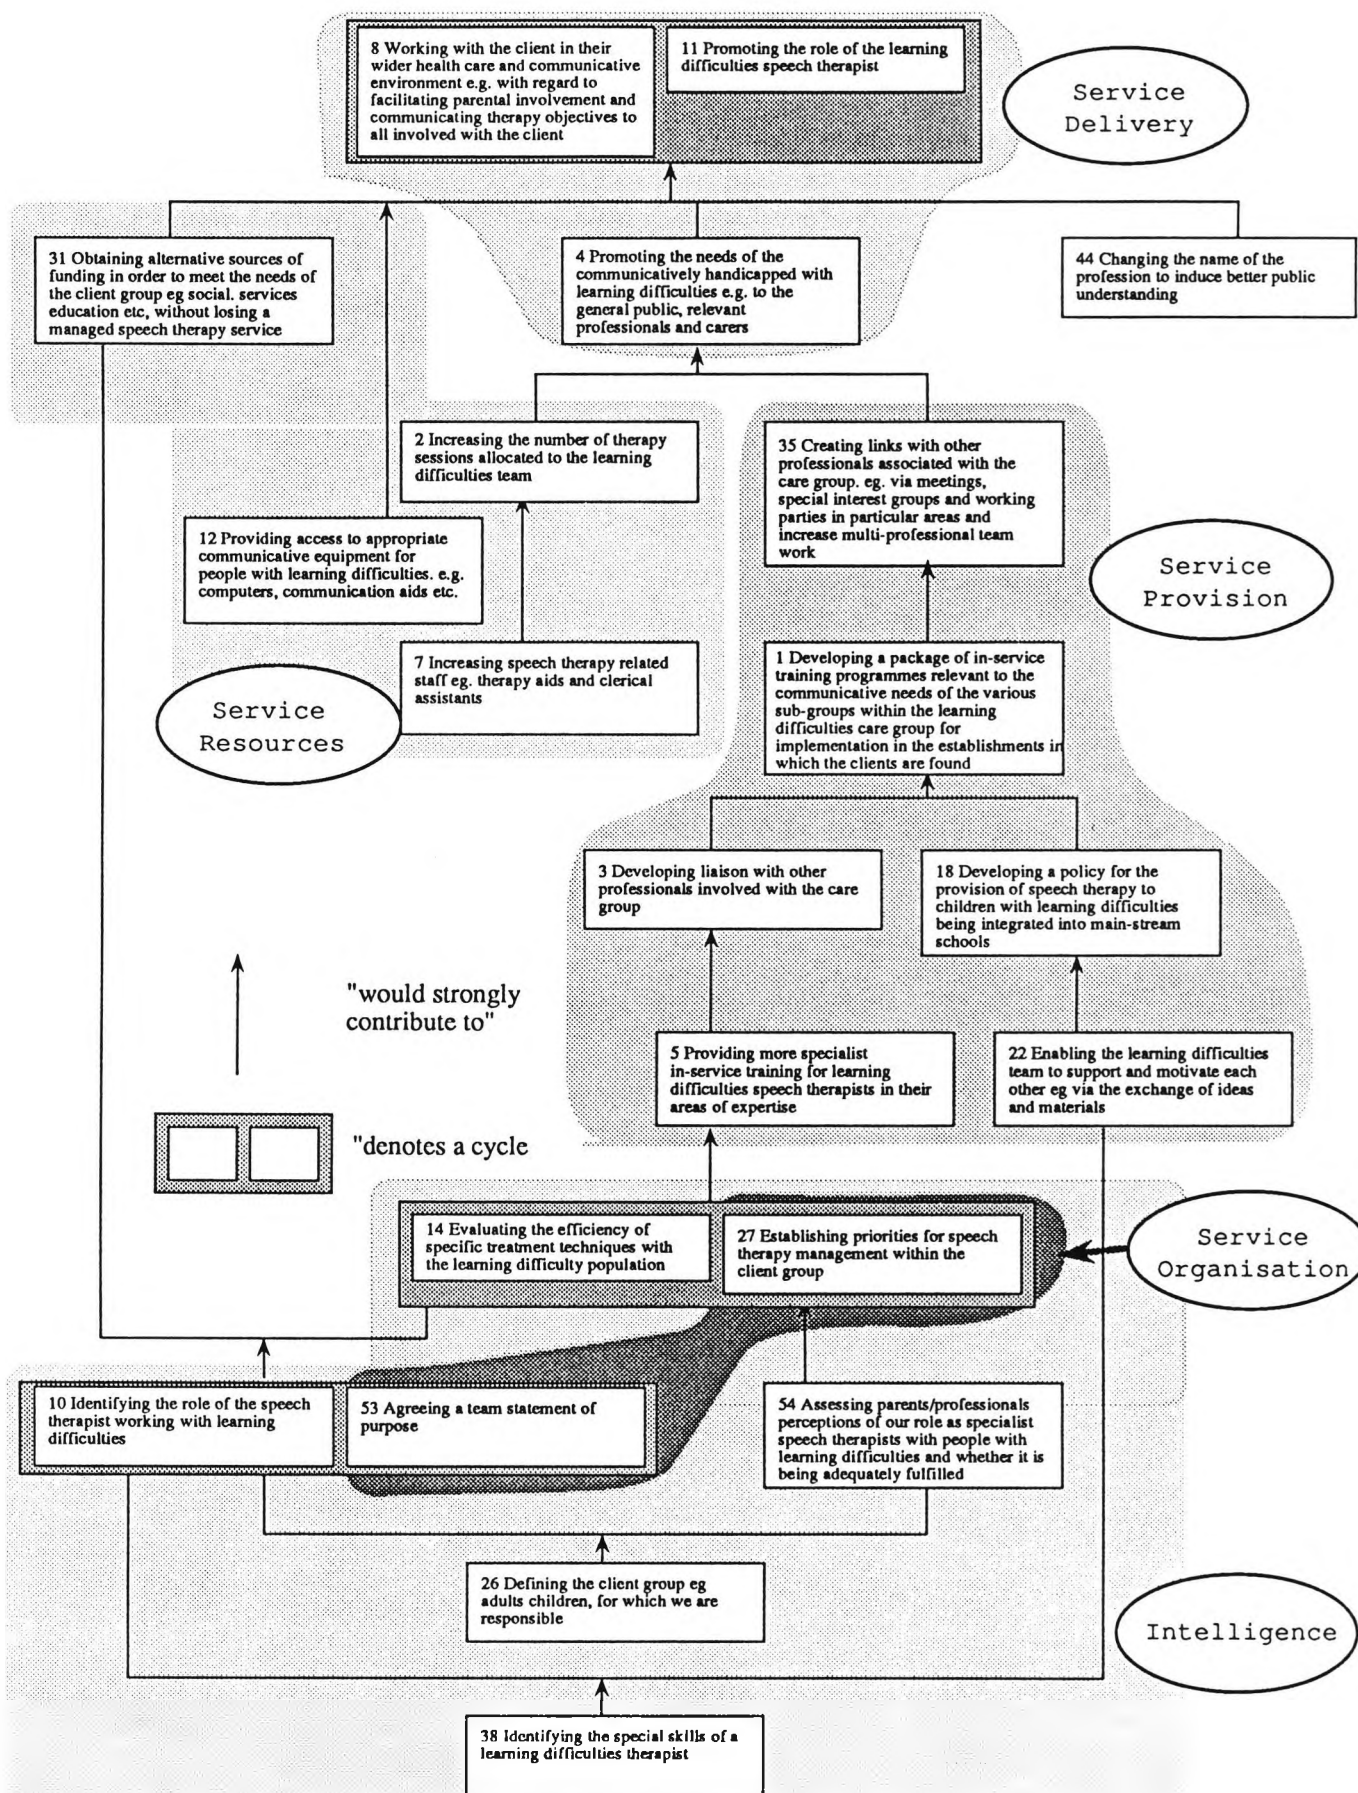 8 Working with the client in their
wider health care and communicative
environment e.g. with regard to
facilitating parental involvement and
communicating therapy objectives to
all involved with the client
11 Promoting the role of the learning
difficulties speech therapist
Service
Delivery
31 Obtaining alternative sources of
funding in order to meet the needs of
the client group eg social. services
education etc, without losing a
managed speech therapy service
4 Promoting the needs of the
communicatively handicapped with
learning difficulties e.g. to the
general public, relevant
professionals and carers
44 Changing the name of the
profession to induce better public
understanding
2 Increasing the number of therapy
sessions allocated to the learning
difficulties team
35 Creating links with other
professionals associated with the
care group. eg. via meetings,
special interest groups and working
parties in particular areas and
increase multi-professional team
work
12 Providing access to appropriate
communicative equipment for
people with learning difficulties. e.g.
computers, communication aids etc.
Service
Provision
7 Increasing speech therapy related
staff eg. therapy aids and clerical
assistants
Service
Resources
1 Developing a package of in-service
training programmes relevant to the
communicative needs of the various
sub-groups within the learning
difficulties care group for
implementation in the establishments in
which the clients are found
3 Developing liaison with other
professionals involved with the care
group
18 Developing a policy for the
provision of speech therapy to
children with learning difficulties
being integrated into main-stream
schools
"would strongly
contribute to"
5 Providing more specialist
in-service training for learning
difficulties speech therapists in their
areas of expertise
22 Enabling the learning difficulties
team to support and motivate each
other eg via the exchange of ideas
and materials
"denotes a cycle
14 Evaluating the efficiency of
specific treatment techniques with
the learning difficulty population
27 Establishing priorities for speech
therapy management within the
client group
Service
Organisation
10 Identifying the role of the speech
therapist working with learning
difficulties
53 Agreeing a team statement of
purpose
54 Assessing parents/professionals
perceptions of our role as specialist
speech therapists with people with
learning difficulties and whether it is
being adequately fulfilled
26 Defining the client group eg
adults children, for which we are
responsible
Intelligence
38 Identifying the special skills of a
learning difficulties therapist